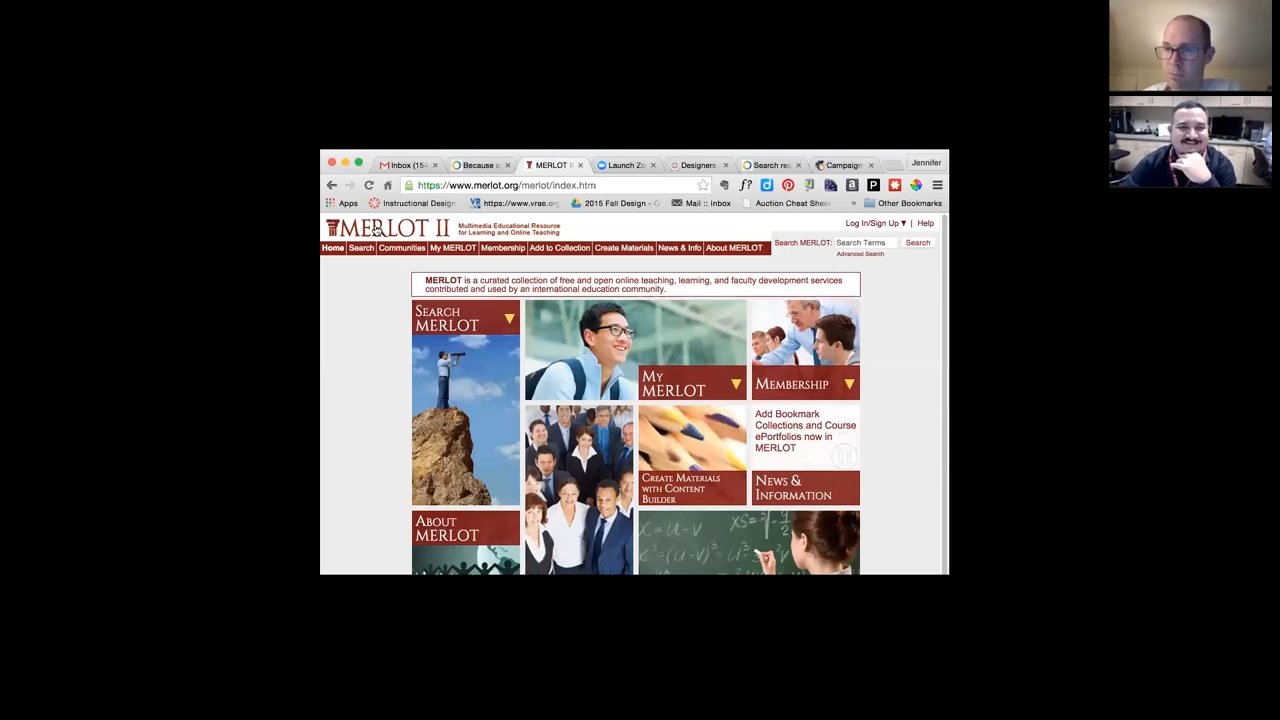 Inbox (154
Because o
MERLOT II
Launch Zo
Designers
Search res
Campaign
Jennifer
https://www.merlot.org/merlot/index.htm
Apps
Instructional Design
https://www.vrae.org
2015 Fall Design - G
Mail :: Inbox
Auction Cheat Shee
»
Other Bookmarks
MERLOT II
Multimedia Educational Resource
for Learning and Online Teaching
Log In/Sign Up ▼ | Help
Home Search Communities My MERLOT Membership Add to Collection Create Materials News & Info About MERLOT
Search MERLOT: Search Terms Search
Advanced Search
MERLOT is a curated collection of free and open online teaching, learning, and faculty development services
contributed and used by an international education community.
SEARCH
MERLOT
MY
MERLOT
MEMBERSHIP
Add Bookmark
Collections and Course
ePortfolios now in
MERLOT
CREATE MATERIALS
WITH CONTENT
BUILDER
NEWS &
INFORMATION
ABOUT
MERLOT